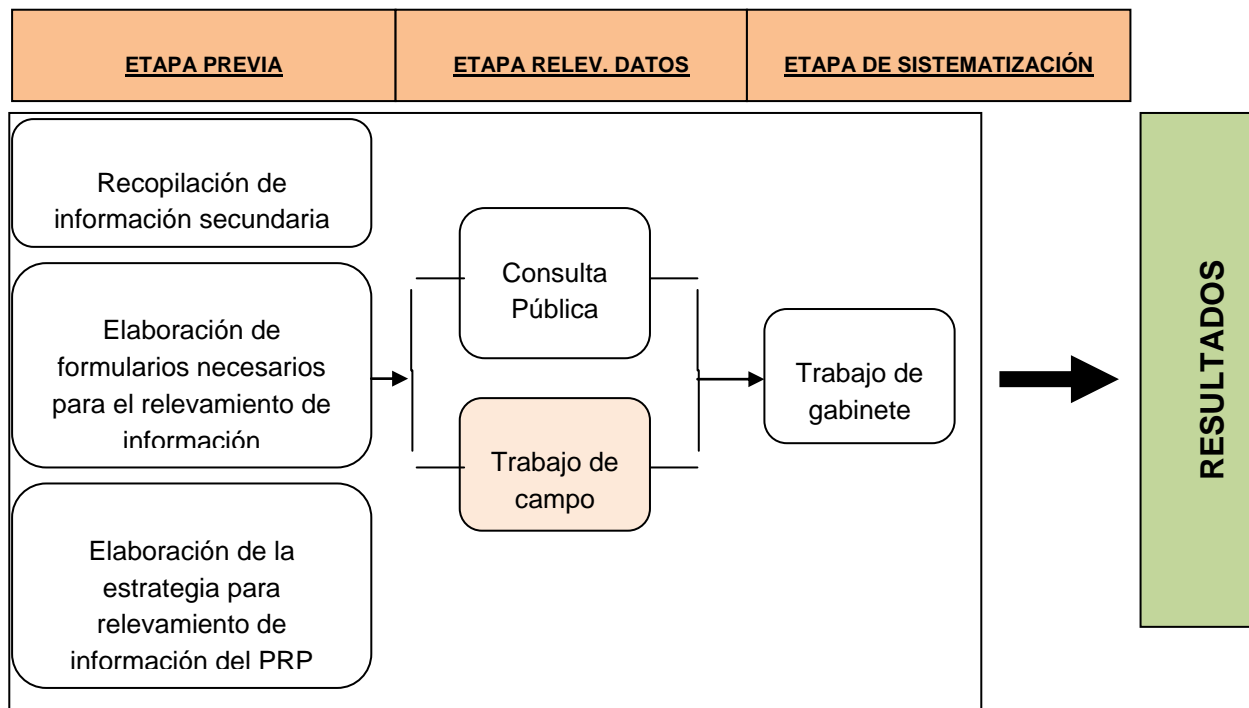 ETAPA PREVIA
ETAPA RELEV. DATOS
ETAPA DE SISTEMATIZACIÓN
Recopilación de
información secundaria
Elaboración de
formularios necesarios
para el relevamiento de
información
Elaboración de la
estrategia para
relevamiento de
información del PRP
Consulta
Pública
Trabajo de
campo
Trabajo de
gabinete
RESULTADOS